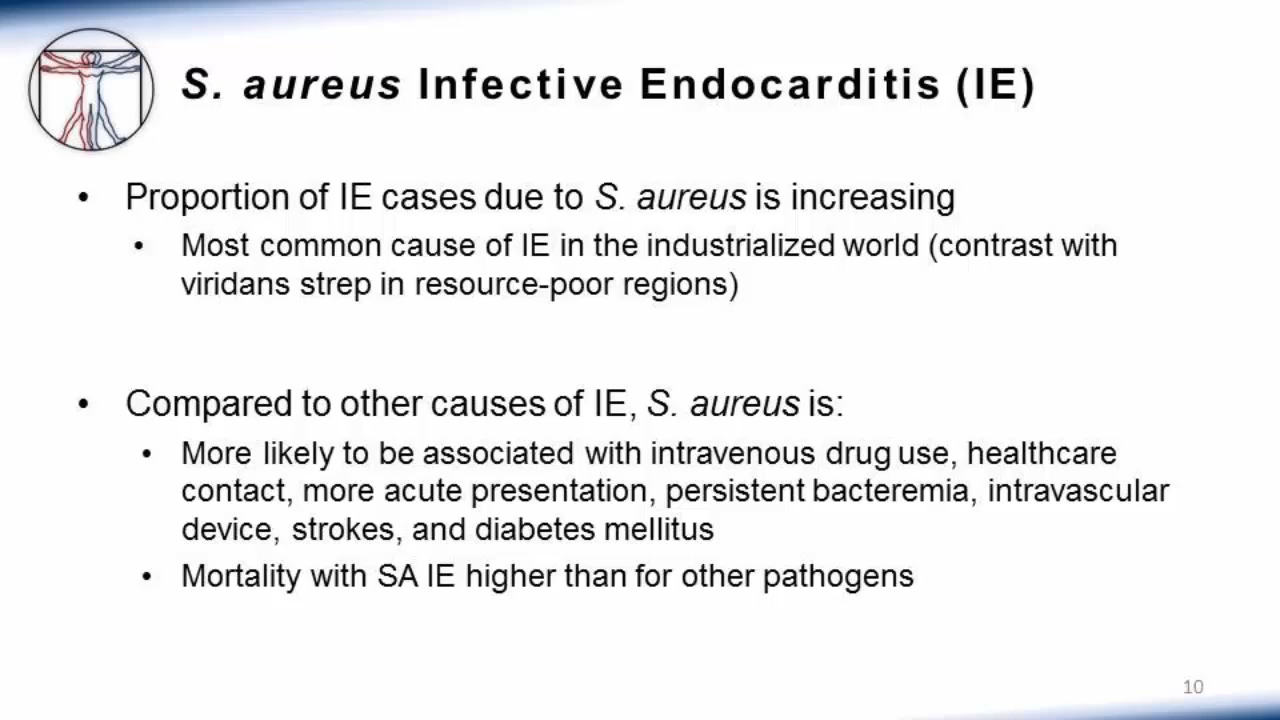 S. aureus Infective Endocarditis (IE)
• Proportion of IE cases due to S. aureus is increasing
• Most common cause of IE in the industrialized world (contrast with
viridans strep in resource-poor regions)
• Compared to other causes of IE, S. aureus is:
• More likely to be associated with intravenous drug use, healthcare
contact, more acute presentation, persistent bacteremia, intravascular
device, strokes, and diabetes mellitus
• Mortality with SA IE higher than for other pathogens
10